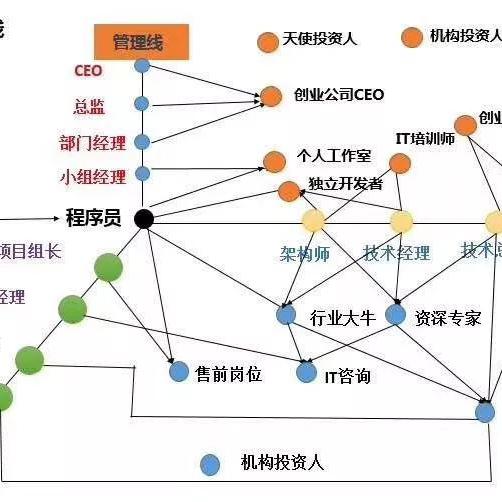 线
管理线
天使投资人
机构投资人
CEO
创业公司CEO
总监
创业
部门经理
IT培训师
个人工作室
小组经理
独立开发者
程序员
项目组长
架构师
技术经理
技术总
经理
行业大牛
资深专家
售前岗位
IT咨询
机构投资人